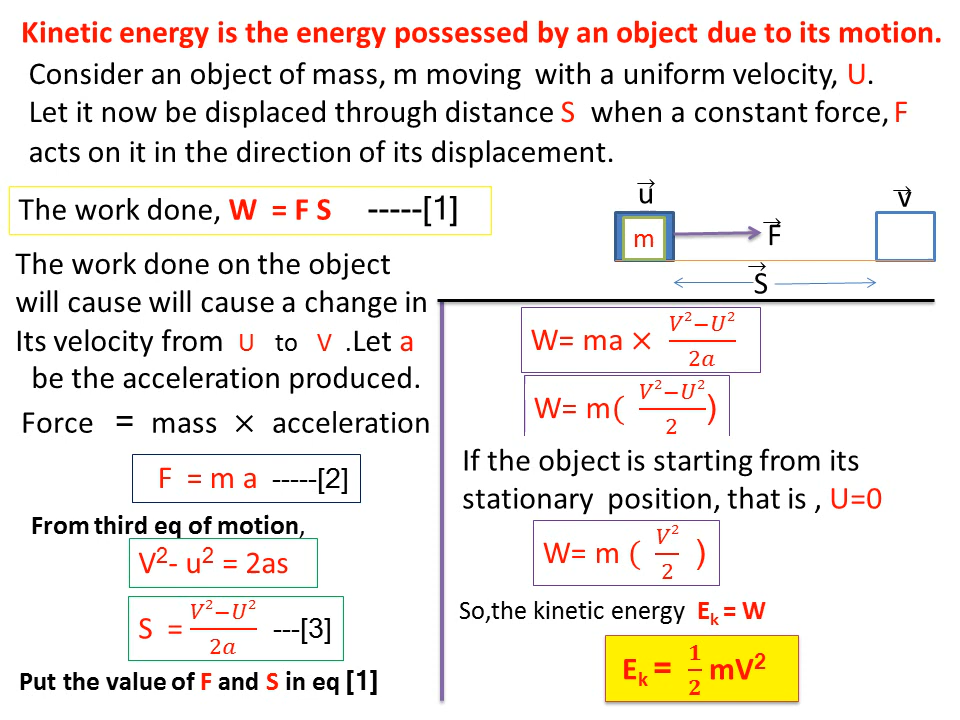 Kinetic energy is the energy possessed by an object due to its motion.
Consider an object of mass, m moving with a uniform velocity, U.
Let it now be displaced through distance S when a constant force, F
acts on it in the direction of its displacement.
The work done, W = F S -----[1]
u⃗
v⃗
m
F⃗
S⃗
The work done on the object
will cause will cause a change in
Its velocity from U to V .Let a
be the acceleration produced.
Force = mass × acceleration
F = m a -----[2]
From third eq of motion,
V²- u² = 2as
S = (V²−U²)/2a ---[3]
Put the value of F and S in eq [1]
W= ma × (V²−U²)/2a
W= m( (V²−U²)/2 )
If the object is starting from its
stationary position, that is , U=0
W= m ( V²/2 )
So,the kinetic energy Eₖ = W
Eₖ = 1/2 mV²